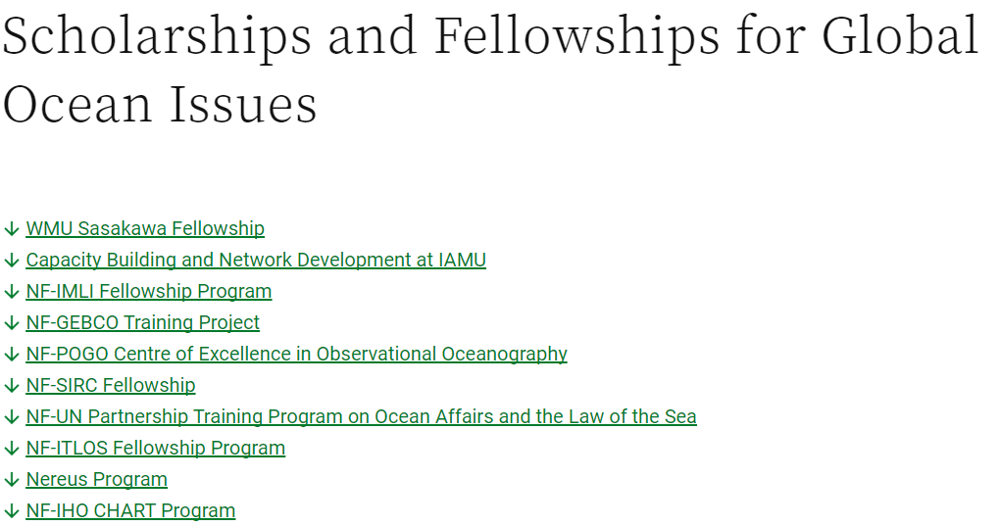 Scholarships and Fellowships for Global
Ocean Issues
↓ WMU Sasakawa Fellowship
↓ Capacity Building and Network Development at IAMU
↓ NF-IMLI Fellowship Program
↓ NF-GEBCO Training Project
↓ NF-POGO Centre of Excellence in Observational Oceanography
↓ NF-SIRC Fellowship
↓ NF-UN Partnership Training Program on Ocean Affairs and the Law of the Sea
↓ NF-ITLOS Fellowship Program
↓ Nereus Program
↓ NF-IHO CHART Program